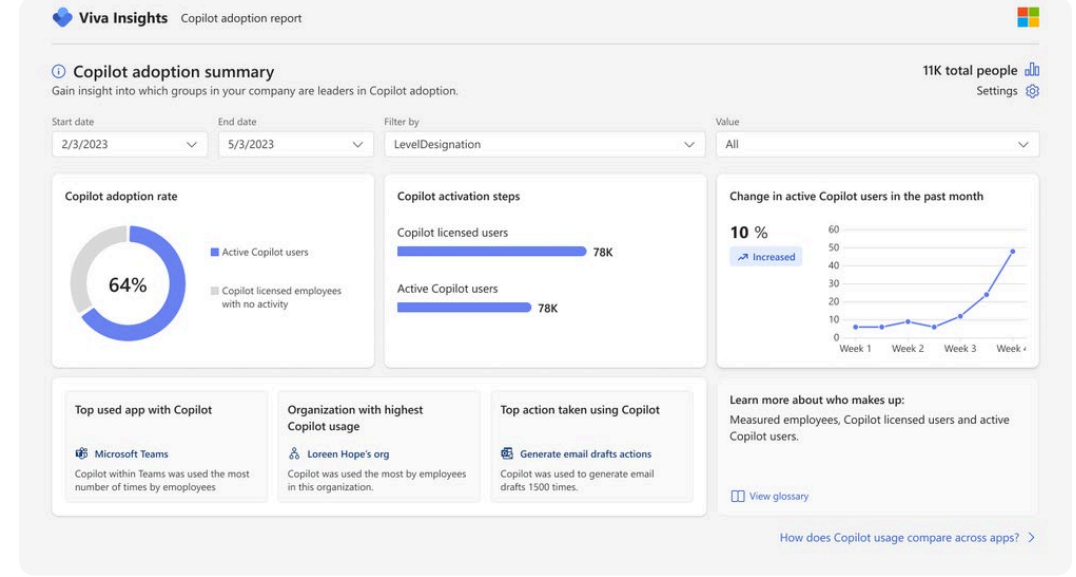 Viva Insights Copilot adoption report
Copilot adoption summary
11K total people
Gain insight into which groups in your company are leaders in Copilot adoption.
Settings
Start date
End date
Filter by
Value
2/3/2023
5/3/2023
LevelDesignation
All
Copilot adoption rate
64%
Active Copilot users
Copilot licensed employees
with no activity
Copilot activation steps
Copilot licensed users
78K
Active Copilot users
78K
Change in active Copilot users in the past month
10 %
Increased
60
50
40
30
20
10
0
Week 1 Week 2 Week 3 Week
Top used app with Copilot
Microsoft Teams
Copilot within Teams was used the most
number of times by emoployees
Organization with highest
Copilot usage
Loreen Hope's org
Copilot was used the most by employees
in this organization.
Top action taken using Copilot
Generate email drafts actions
Copilot was used to generate email
drafts 1500 times.
Learn more about who makes up:
Measured employees, Copilot licensed users and active
Copilot users.
View glossary
How does Copilot usage compare across apps?